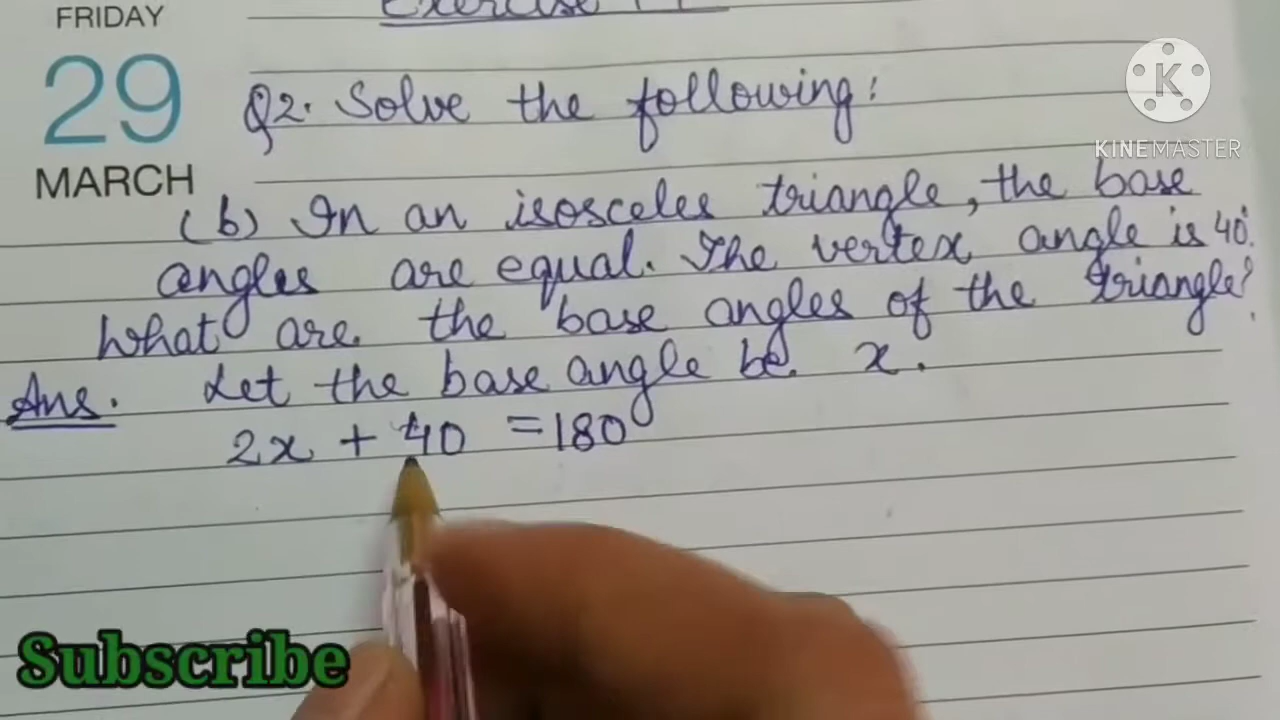 FRIDAY
29
MARCH
Q2. Solve the following:
KINEMASTER
(b) In an isosceles triangle, the base
angles are equal. The vertex angle is 40°.
What are the base angles of the triangle?
Ans. Let the base angle be x.
2x + 40 = 180°
Subscribe